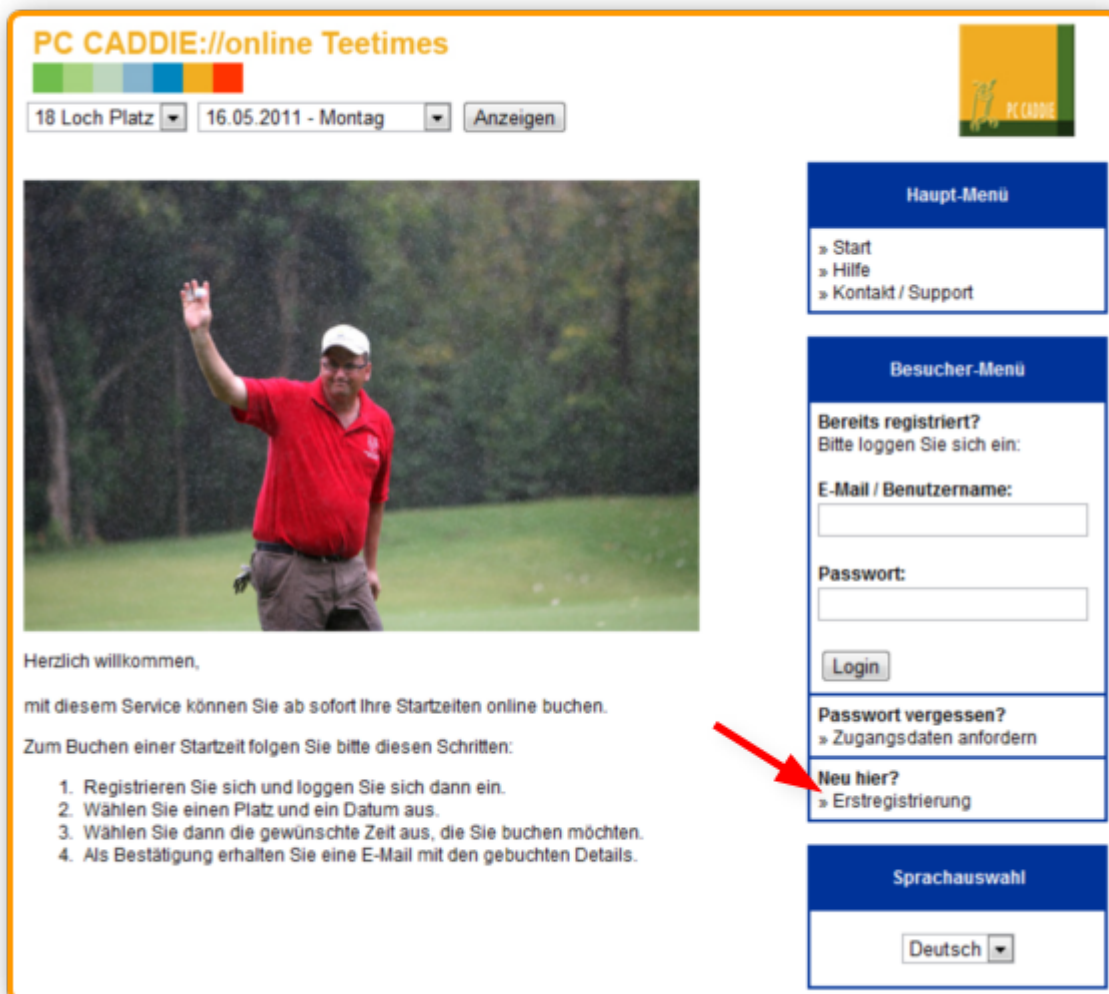 PC CADDIE://online Teetimes
18 Loch Platz
16.05.2011 - Montag
Anzeigen
PC CADDIE
Herzlich willkommen,
mit diesem Service können Sie ab sofort Ihre Startzeiten online buchen.
Zum Buchen einer Startzeit folgen Sie bitte diesen Schritten:
1. Registrieren Sie sich und loggen Sie sich dann ein.
2. Wählen Sie einen Platz und ein Datum aus.
3. Wählen Sie dann die gewünschte Zeit aus, die Sie buchen möchten.
4. Als Bestätigung erhalten Sie eine E-Mail mit den gebuchten Details.
Haupt-Menü
» Start
» Hilfe
» Kontakt / Support
Besucher-Menü
Bereits registriert?
Bitte loggen Sie sich ein:
E-Mail / Benutzername:
Passwort:
Login
Passwort vergessen?
» Zugangsdaten anfordern
Neu hier?
» Erstregistrierung
Sprachauswahl
Deutsch